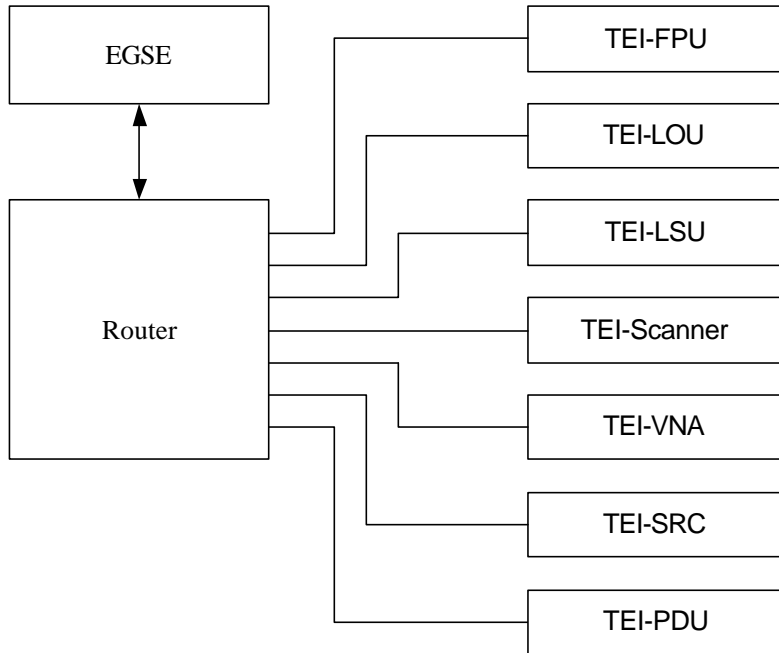 EGSE
Router
TEI-FPU
TEI-LOU
TEI-LSU
TEI-Scanner
TEI-VNA
TEI-SRC
TEI-PDU